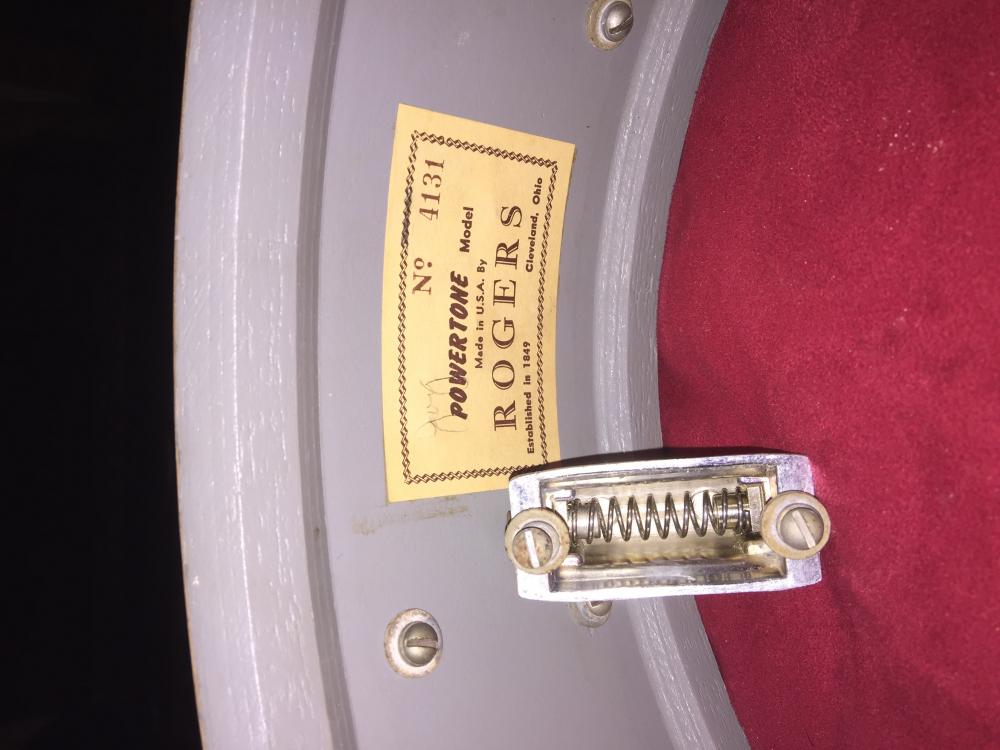 Nº 4131
POWERTONE Model
Made in U.S.A. By
ROGERS
Established in 1849 Cleveland, Ohio